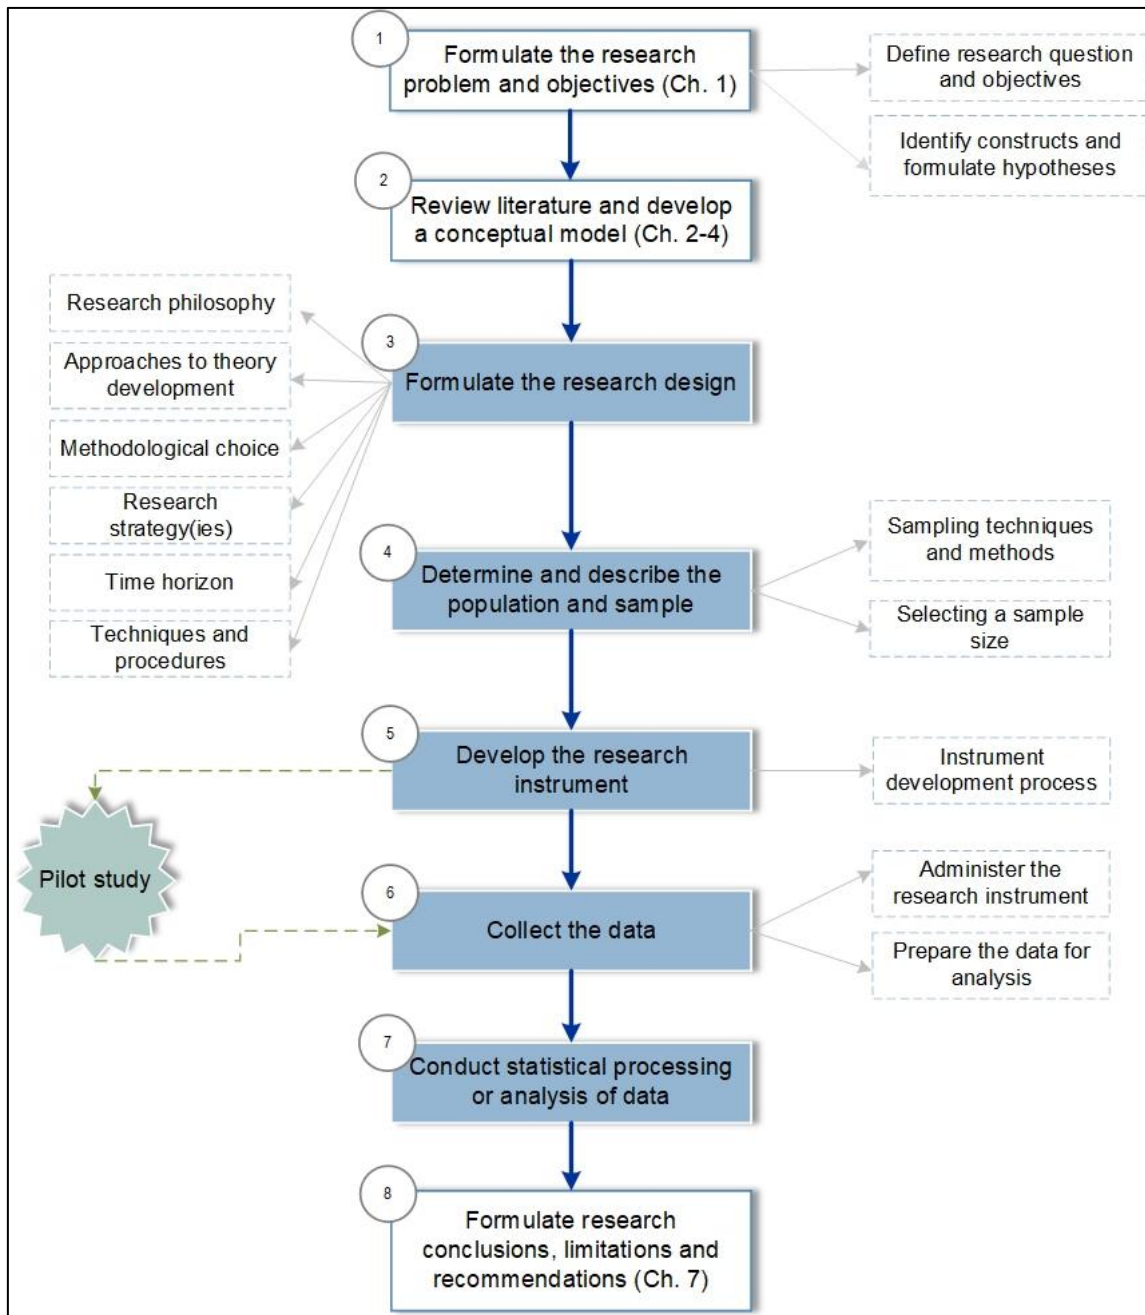 1
Formulate the research
problem and objectives (Ch. 1)
Define research question
and objectives
Identify constructs and
formulate hypotheses
2
Review literature and develop
a conceptual model (Ch. 2-4)
3
Formulate the research design
Research philosophy
Approaches to theory
development
Methodological choice
Research
strategy(ies)
Time horizon
Techniques and
procedures
4
Determine and describe the
population and sample
Sampling techniques
and methods
Selecting a sample
size
5
Develop the research
instrument
Instrument
development process
Pilot study
6
Collect the data
Administer the
research instrument
Prepare the data for
analysis
7
Conduct statistical processing
or analysis of data
8
Formulate research
conclusions, limitations and
recommendations (Ch. 7)